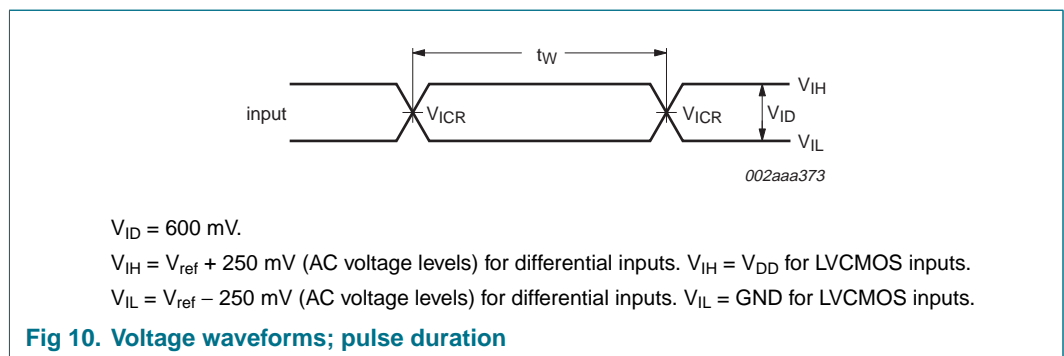 tW
VIH
input
VICR
VICR
VID
VIL
002aaa373
VID = 600 mV.
VIH = Vref + 250 mV (AC voltage levels) for differential inputs. VIH = VDD for LVCMOS inputs.
VIL = Vref − 250 mV (AC voltage levels) for differential inputs. VIL = GND for LVCMOS inputs.
Fig 10. Voltage waveforms; pulse duration